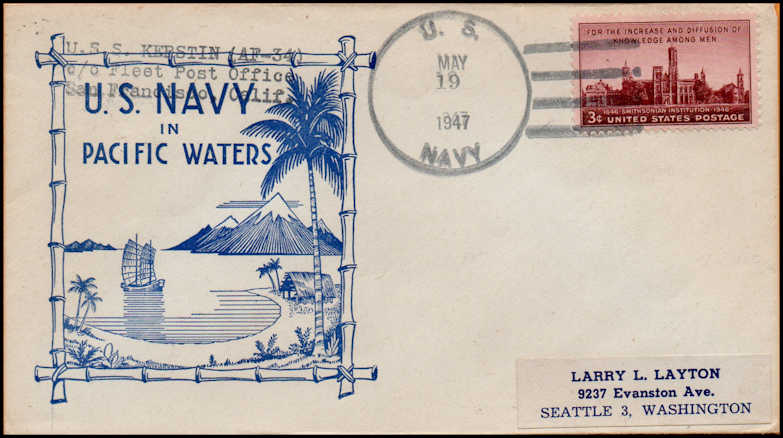 U.S.S. KERSTIN (AF-34)
c/o Fleet Post Office
San Francisco, Calif.
U.S. NAVY
IN
PACIFIC WATERS
U. S.
MAY
19
1947
NAVY
FOR THE INCREASE AND DIFFUSION OF
KNOWLEDGE AMONG MEN
1846 · SMITHSONIAN INSTITUTION · 1946
3¢ UNITED STATES POSTAGE
LARRY L. LAYTON
9237 Evanston Ave.
SEATTLE 3, WASHINGTON